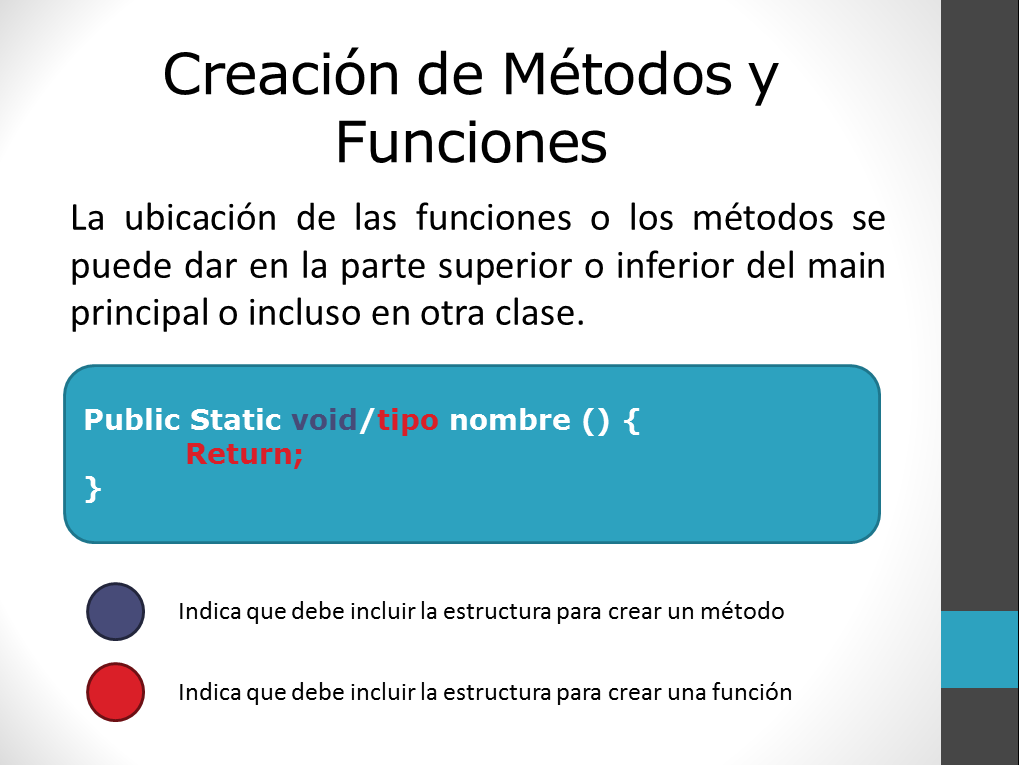 Creación de Métodos y
Funciones
La ubicación de las funciones o los métodos se
puede dar en la parte superior o inferior del main
principal o incluso en otra clase.
Public Static void/tipo nombre () {
Return;
}
Indica que debe incluir la estructura para crear un método
Indica que debe incluir la estructura para crear una función